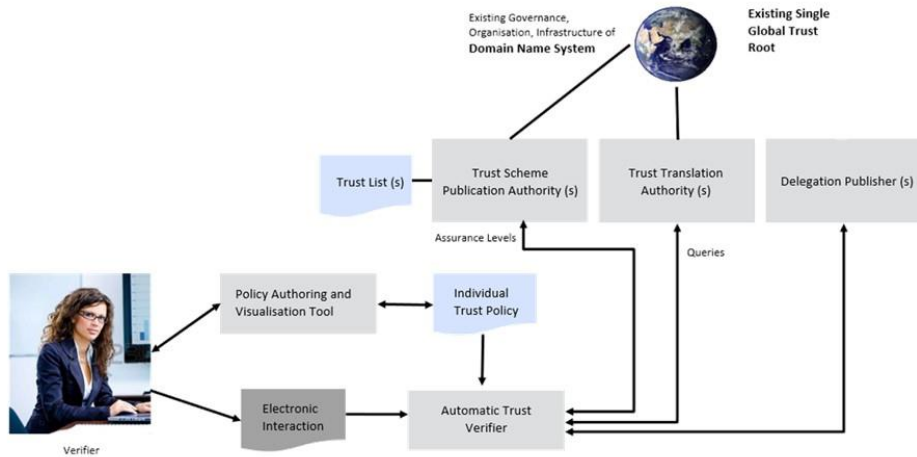 Existing Governance,
Organisation, Infrastructure of
Domain Name System
Existing Single
Global Trust
Root
Trust List (s)
Trust Scheme
Publication Authority (s)
Trust Translation
Authority (s)
Delegation Publisher (s)
Assurance Levels
Queries
Policy Authoring and
Visualisation Tool
Individual
Trust Policy
Electronic
Interaction
Automatic Trust
Verifier
Verifier